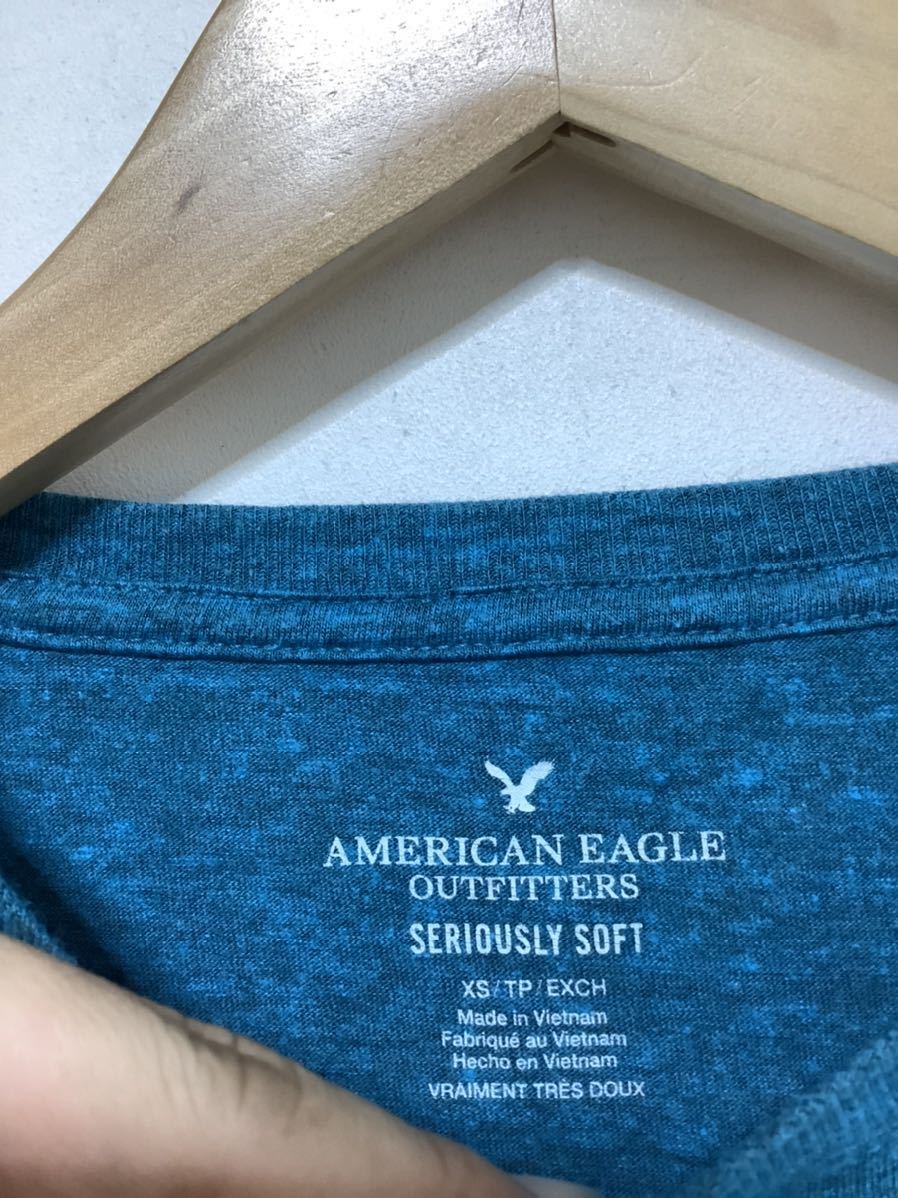 AMERICAN EAGLE
OUTFITTERS
SERIOUSLY SOFT
XS/TP/EXCH
Made in Vietnam
Fabriqué au Vietnam
Hecho en Vietnam
VRAIMENT TRÈS DOUX